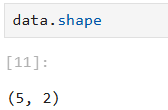 data.shape
[11]:
(5, 2)